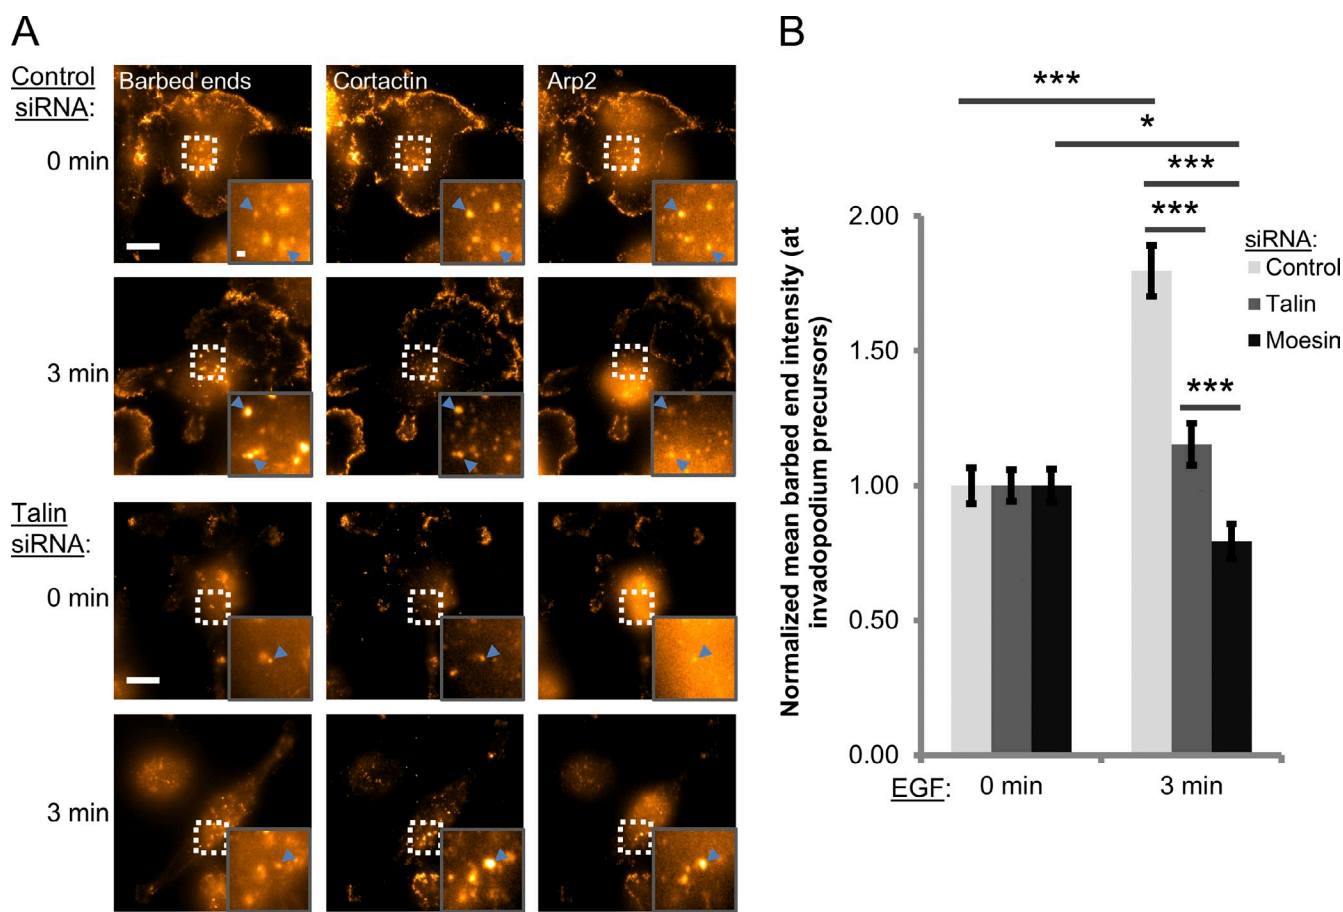 A
B
Control
siRNA:
Barbed ends
Cortactin
Arp2
0 min
3 min
Talin
siRNA:
0 min
3 min
***
*
***
***
***
siRNA:
Control
Talin
Moesin
Normalized mean barbed end intensity (at
invadopodium precursors)
2.00
1.50
1.00
0.50
0.00
EGF:
0 min
3 min